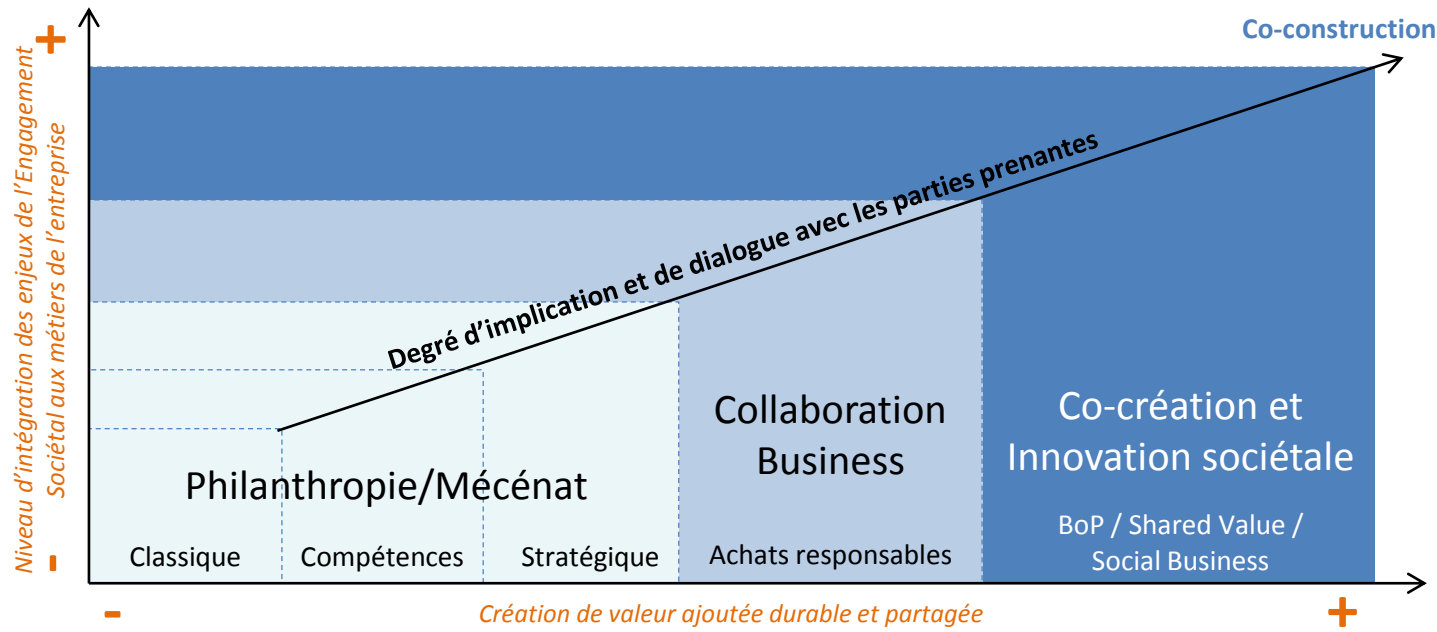 +
Co-construction
Niveau d'intégration des enjeux de l'Engagement
Sociétal aux métiers de l'entreprise
Degré d'implication et de dialogue avec les parties prenantes
Philanthropie/Mécénat
Collaboration
Business
Co-création et
Innovation sociétale
Classique
Compétences
Stratégique
Achats responsables
BoP / Shared Value /
Social Business
-
-
Création de valeur ajoutée durable et partagée
+